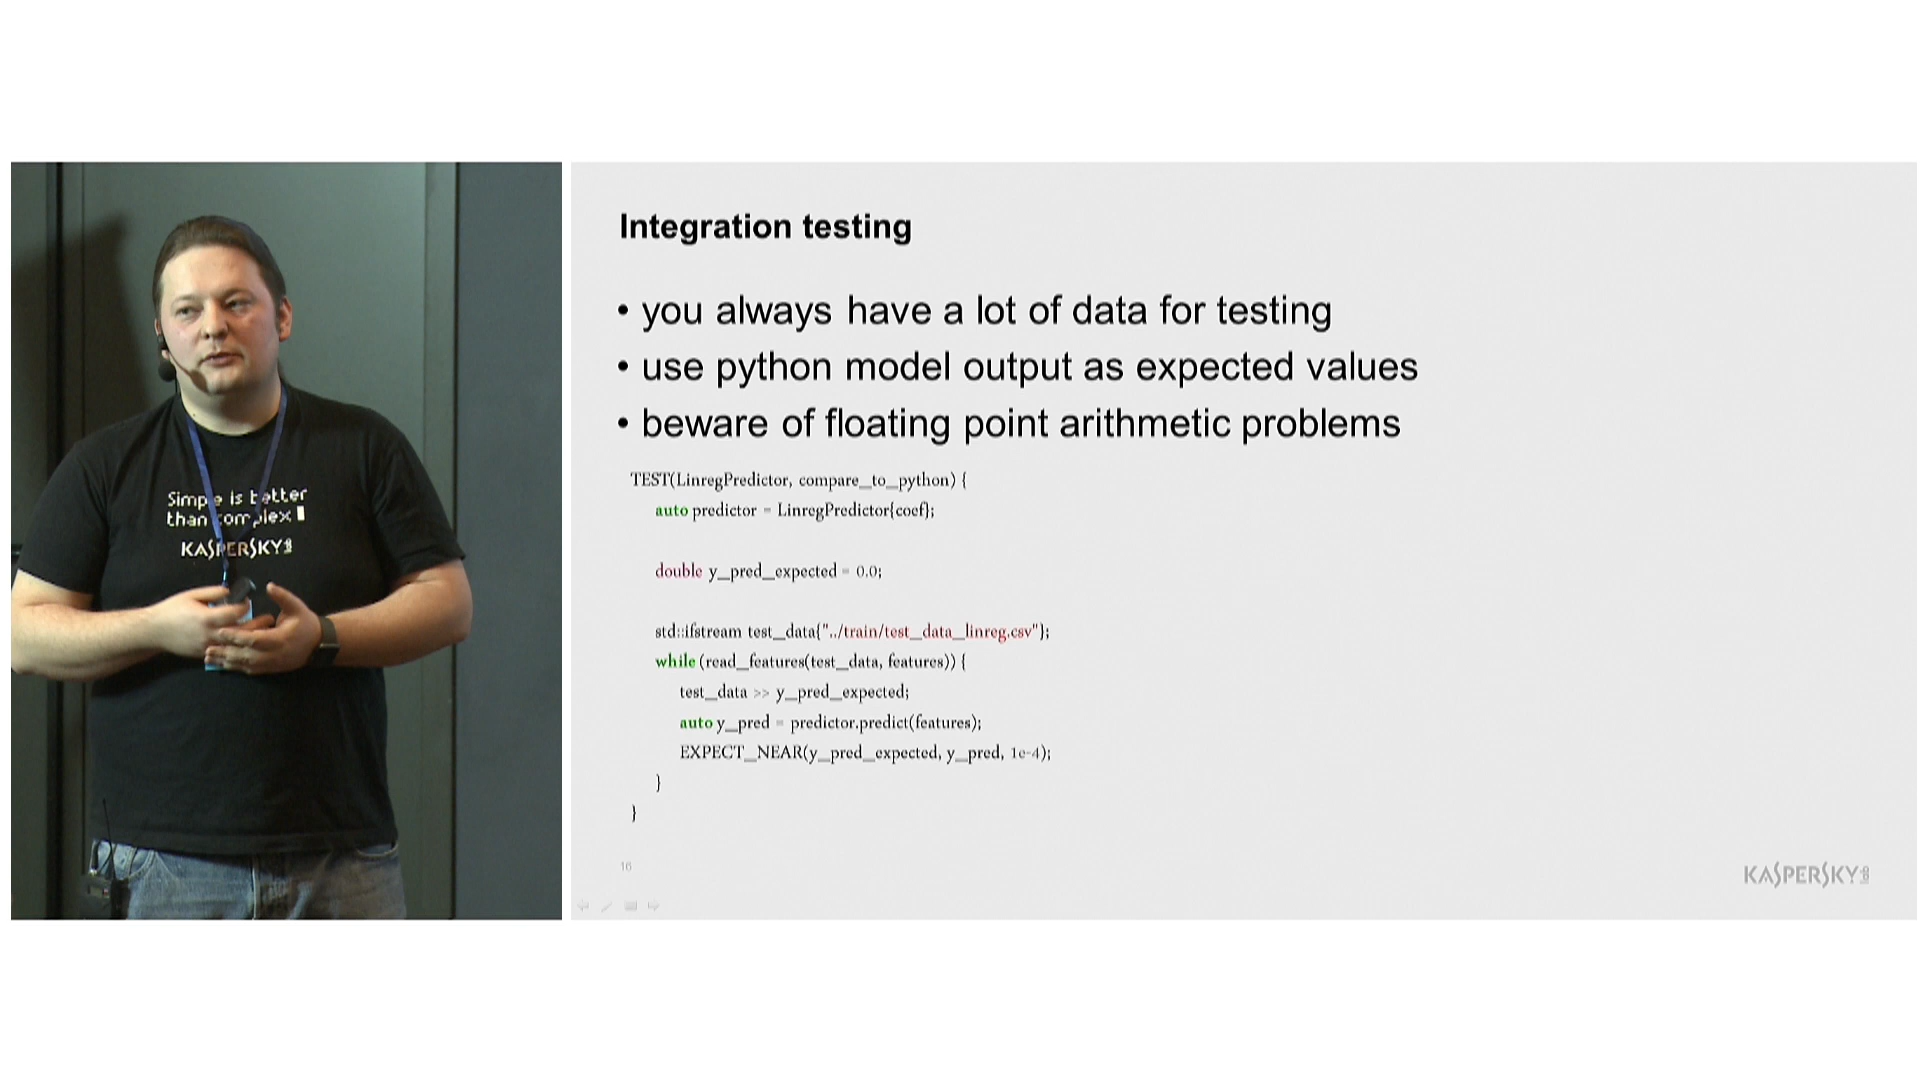 Simple is better
than complex
KASPERSKY lab
Integration testing
• you always have a lot of data for testing
• use python model output as expected values
• beware of floating point arithmetic problems
TEST(LinregPredictor, compare_to_python) {
auto predictor = LinregPredictor{coef};
double y_pred_expected = 0.0;
std::ifstream test_data{"../train/test_data_linreg.csv"};
while (read_features(test_data, features)) {
test_data >> y_pred_expected;
auto y_pred = predictor.predict(features);
EXPECT_NEAR(y_pred_expected, y_pred, 1e-4);
}
}
16
KASPERSKY lab